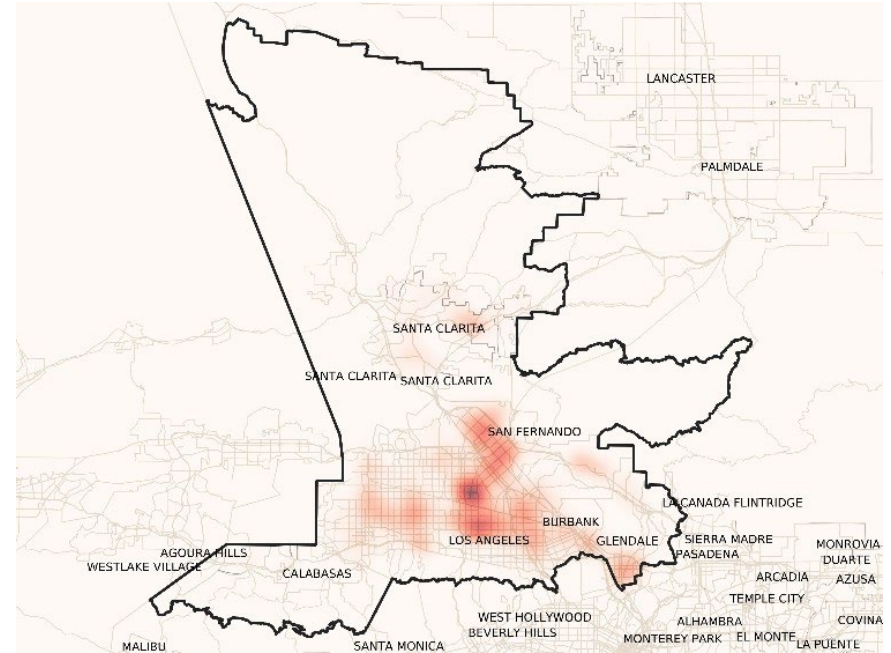 LANCASTER
PALMDALE
SANTA CLARITA
SANTA CLARITA
SANTA CLARITA
SAN FERNANDO
LA CANADA FLINTRIDGE
BURBANK
LOS ANGELES
GLENDALE
SIERRA MADRE
PASADENA
MONROVIA
DUARTE
AGOURA HILLS
WESTLAKE VILLAGE
CALABASAS
ARCADIA
AZUSA
TEMPLE CITY
WEST HOLLYWOOD
BEVERLY HILLS
ALHAMBRA
COVINA
MONTEREY PARK
EL MONTE
LA PUENTE
MALIBU
SANTA MONICA